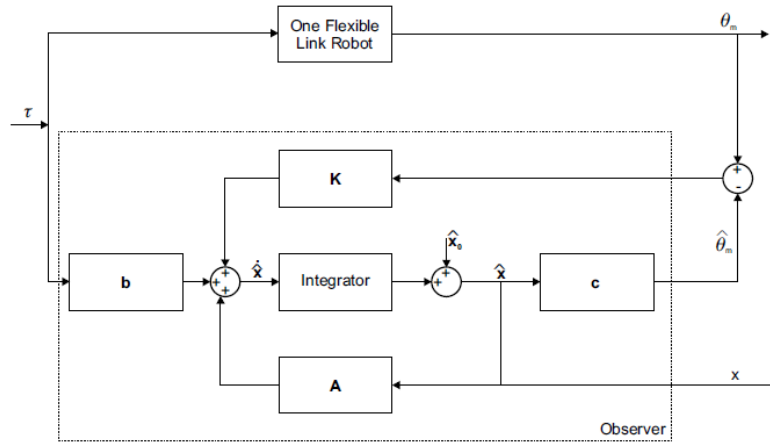 One Flexible
Link Robot
θₘ
τ
K
+
-
x̂₀
θ̂ₘ
b
+
+
+
x̂̇
Integrator
+
+
x̂
c
A
x
Observer